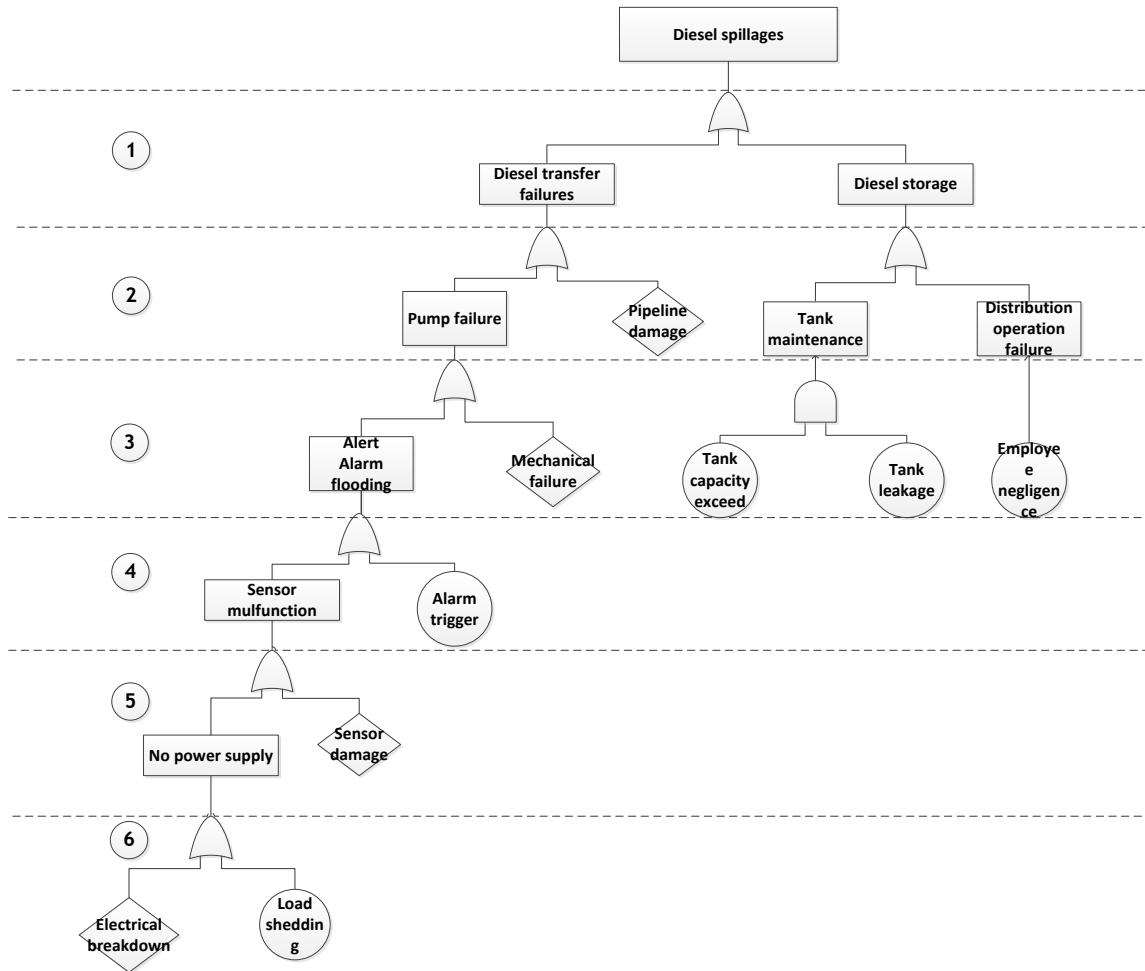 Diesel spillages
1
Diesel transfer
failures
Diesel storage
2
Pump failure
Pipeline
damage
Tank
maintenance
Distribution
operation
failure
3
Alert
Alarm
flooding
Mechanical
failure
Tank
capacity
exceed
Tank
leakage
Employe
e
negligen
ce
4
Sensor
mulfunction
Alarm
trigger
5
No power supply
Sensor
damage
6
Electrical
breakdown
Load
sheddin
g